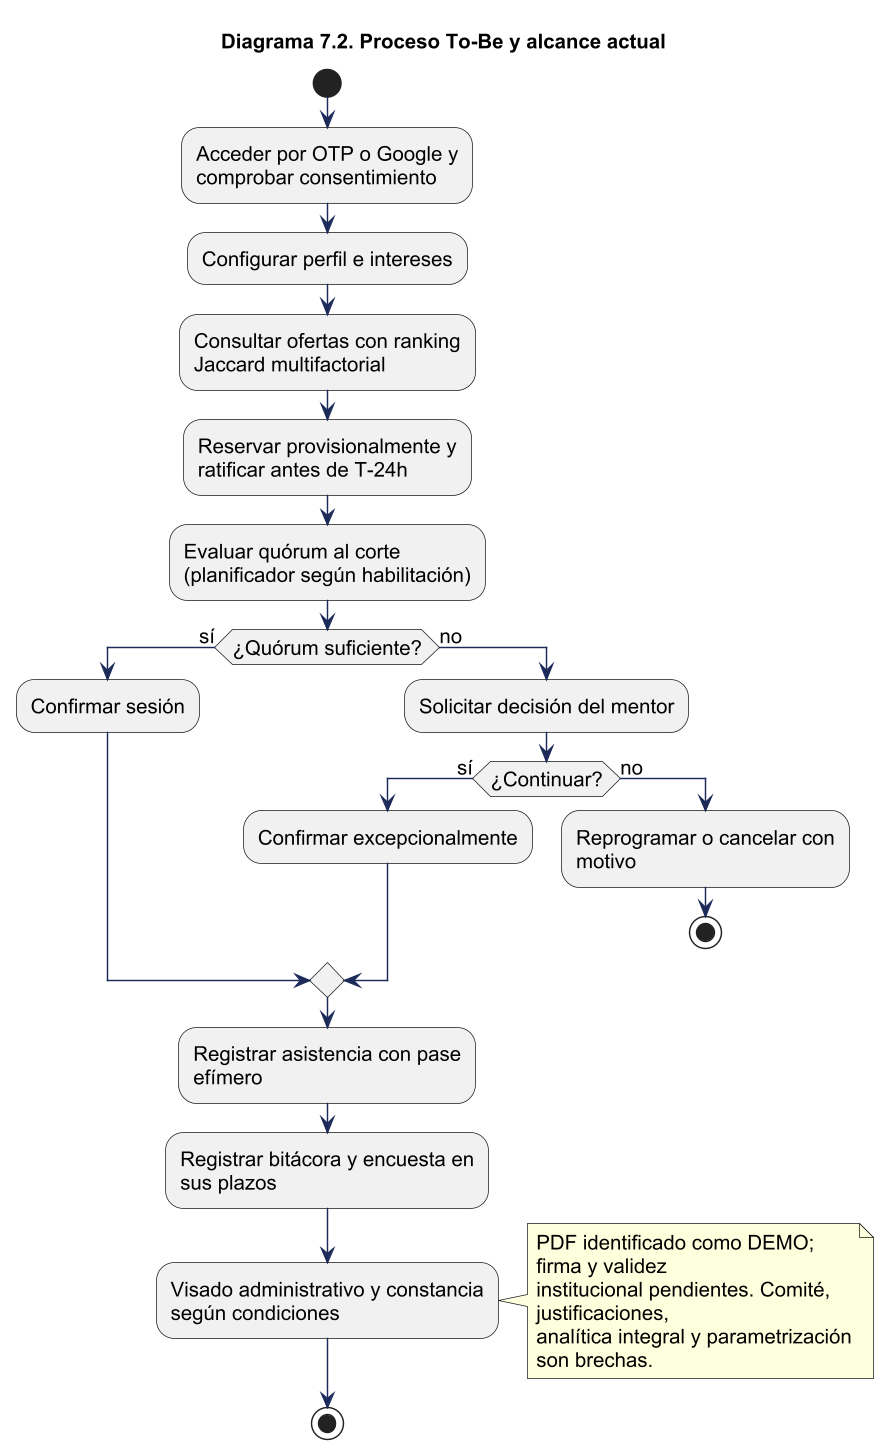 Diagrama 7.2. Proceso To-Be y alcance actual
Acceder por OTP o Google y
comprobar consentimiento
Configurar perfil e intereses
Consultar ofertas con ranking
Jaccard multifactorial
Reservar provisionalmente y
ratificar antes de T-24h
Evaluar quórum al corte
(planificador según habilitación)
sí
¿Quórum suficiente?
no
Confirmar sesión
Solicitar decisión del mentor
sí
¿Continuar?
no
Confirmar excepcionalmente
Reprogramar o cancelar con
motivo
Registrar asistencia con pase
efímero
Registrar bitácora y encuesta en
sus plazos
Visado administrativo y constancia
según condiciones
PDF identificado como DEMO;
firma y validez
institucional pendientes. Comité,
justificaciones,
analítica integral y parametrización
son brechas.